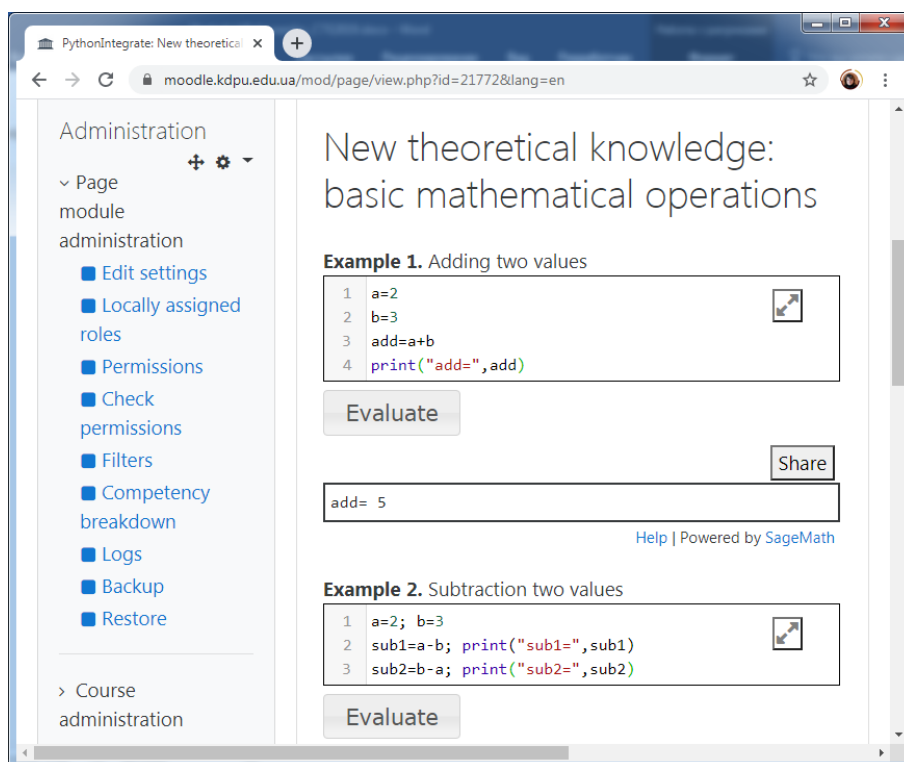 PythonIntegrate: New theoretical
moodle.kdpu.edu.ua/mod/page/view.php?id=21772&lang=en
Administration
Page
module
administration
Edit settings
Locally assigned
roles
Permissions
Check
permissions
Filters
Competency
breakdown
Logs
Backup
Restore
Course
administration
New theoretical knowledge:
basic mathematical operations
Example 1. Adding two values
1 a=2
2 b=3
3 add=a+b
4 print("add=",add)
Evaluate
Share
add= 5
Help | Powered by SageMath
Example 2. Subtraction two values
1 a=2; b=3
2 sub1=a-b; print("sub1=",sub1)
3 sub2=b-a; print("sub2=",sub2)
Evaluate